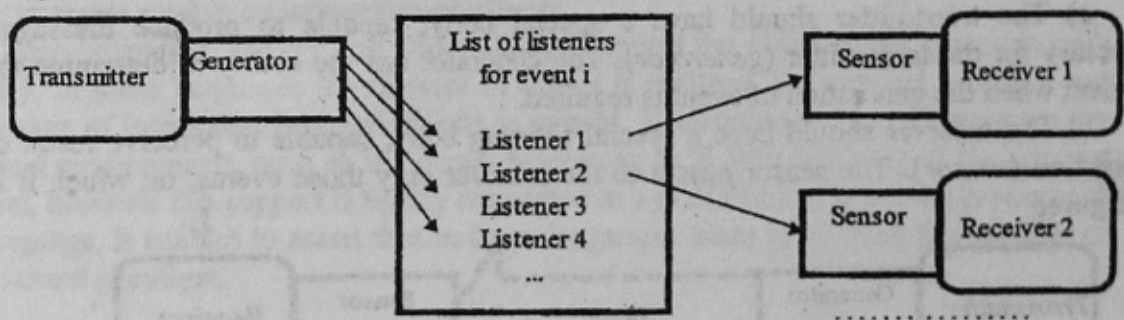 Transmitter
Generator
List of listeners
for event i
Listener 1
Listener 2
Listener 3
Listener 4
...
Sensor
Receiver 1
Sensor
Receiver 2
..................